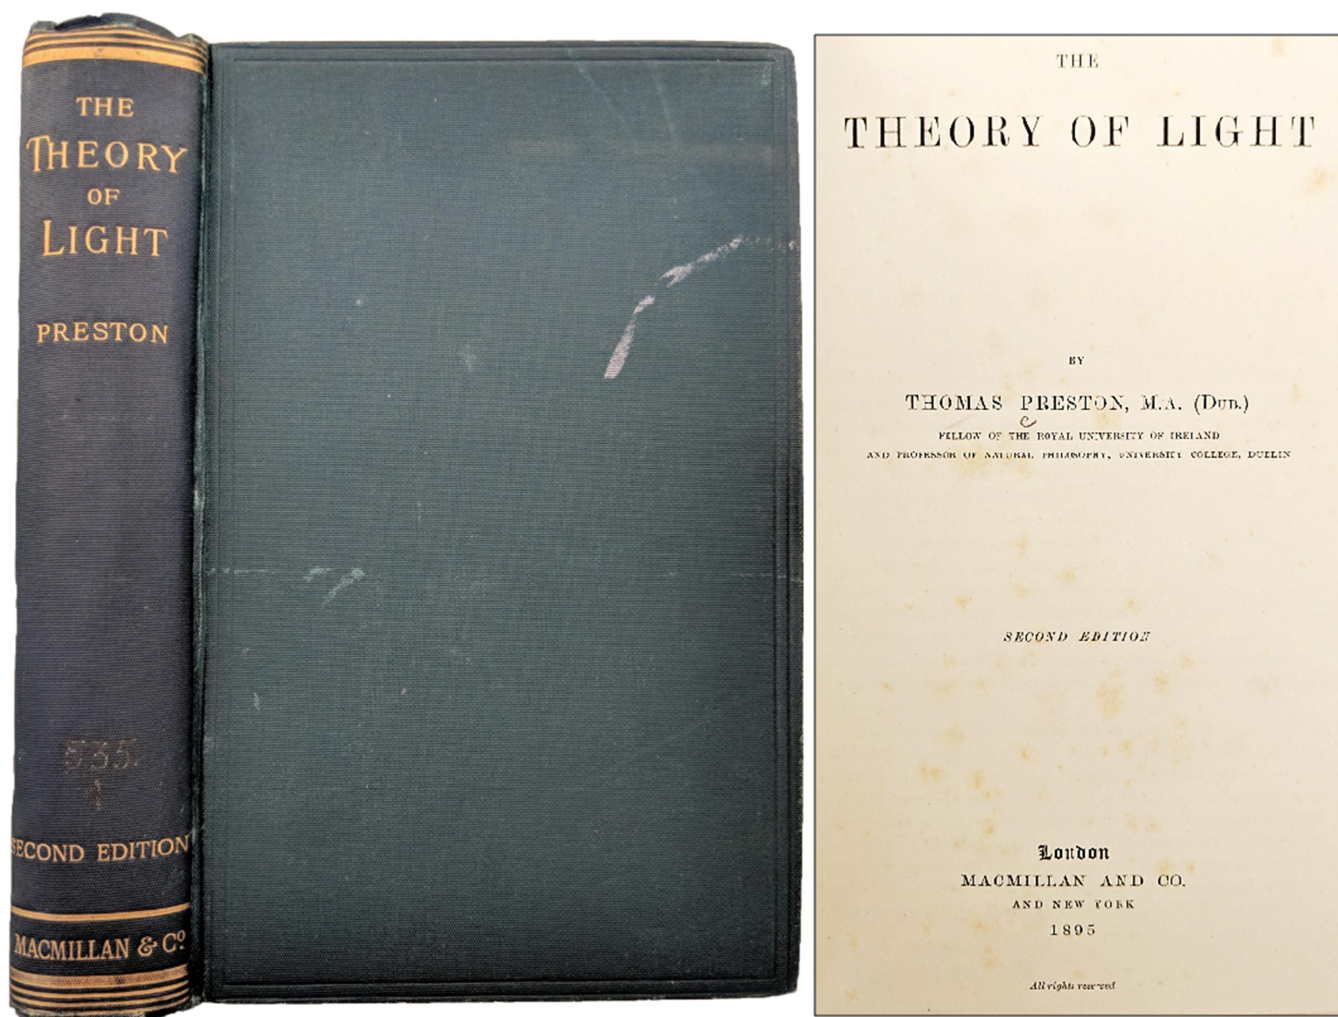 THE
THEORY
OF
LIGHT
PRESTON
535
1
SECOND EDITION
MACMILLAN & Cº
THE
THEORY OF LIGHT
BY
THOMAS PRESTON, M.A. (DUB.)
FELLOW OF THE ROYAL UNIVERSITY OF IRELAND
AND PROFESSOR OF NATURAL PHILOSOPHY, UNIVERSITY COLLEGE, DUBLIN
SECOND EDITION
London
MACMILLAN AND CO.
AND NEW YORK
1895
All rights reserved